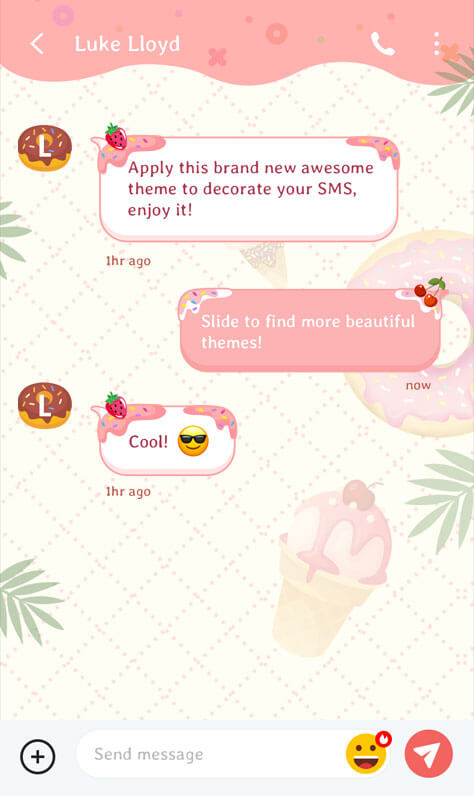 Luke Lloyd
L
Apply this brand new awesome
theme to decorate your SMS,
enjoy it!
1hr ago
Slide to find more beautiful
themes!
now
L
Cool! 😎
1hr ago
Send message